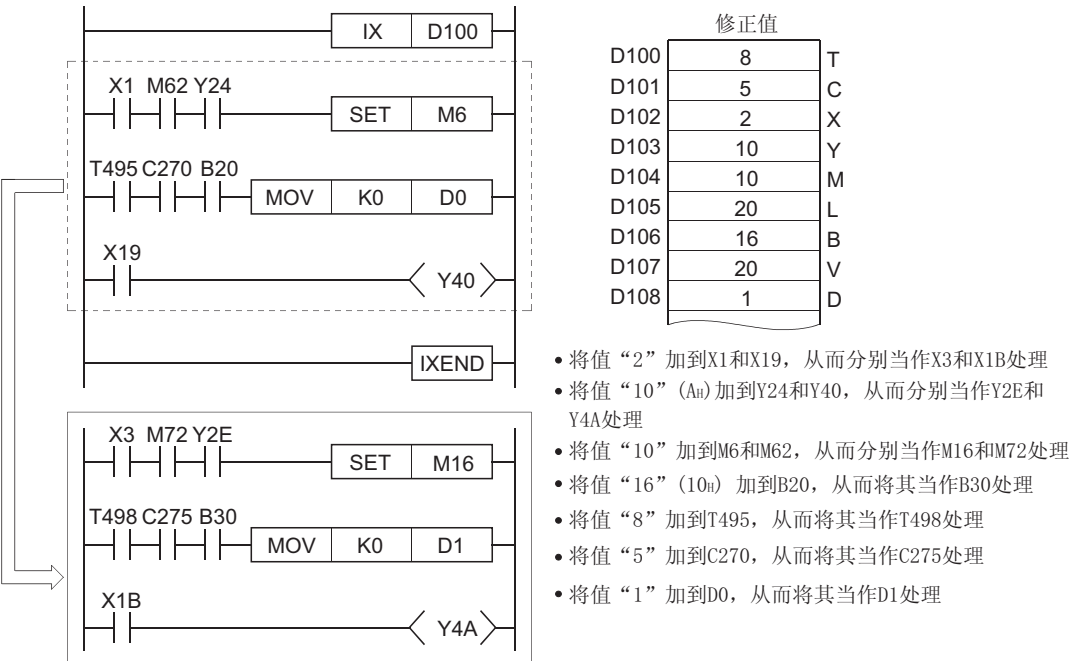 IX D100
X1 M62 Y24
SET M6
T495 C270 B20
MOV K0 D0
X19
Y40
IXEND
X3 M72 Y2E
SET M16
T498 C275 B30
MOV K0 D1
X1B
Y4A
修正值
D100 8 T
D101 5 C
D102 2 X
D103 10 Y
D104 10 M
D105 20 L
D106 16 B
D107 20 V
D108 1 D
• 将值“2”加到X1和X19，从而分别当作X3和X1B处理
• 将值“10”(AH)加到Y24和Y40，从而分别当作Y2E和
Y4A处理
• 将值“10”加到M6和M62，从而分别当作M16和M72处理
• 将值“16”(10H) 加到B20，从而将其当作B30处理
• 将值“8”加到T495，从而将其当作T498处理
• 将值“5”加到C270，从而将其当作C275处理
• 将值“1”加到D0，从而将其当作D1处理